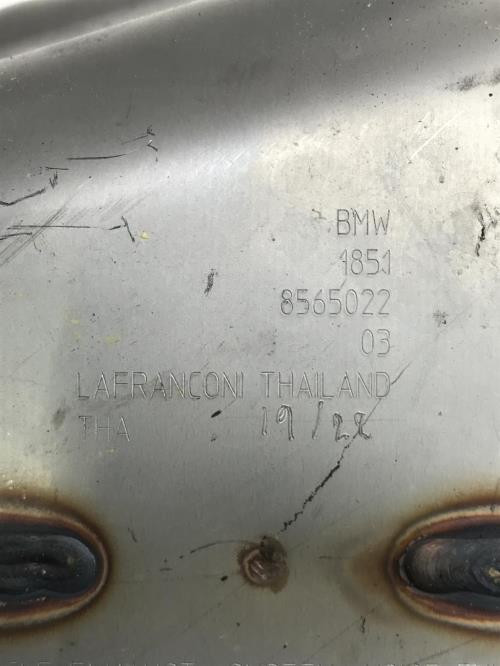 BMW
1851
8565022
03
LAFRANCONI THAILAND
THA 19/22